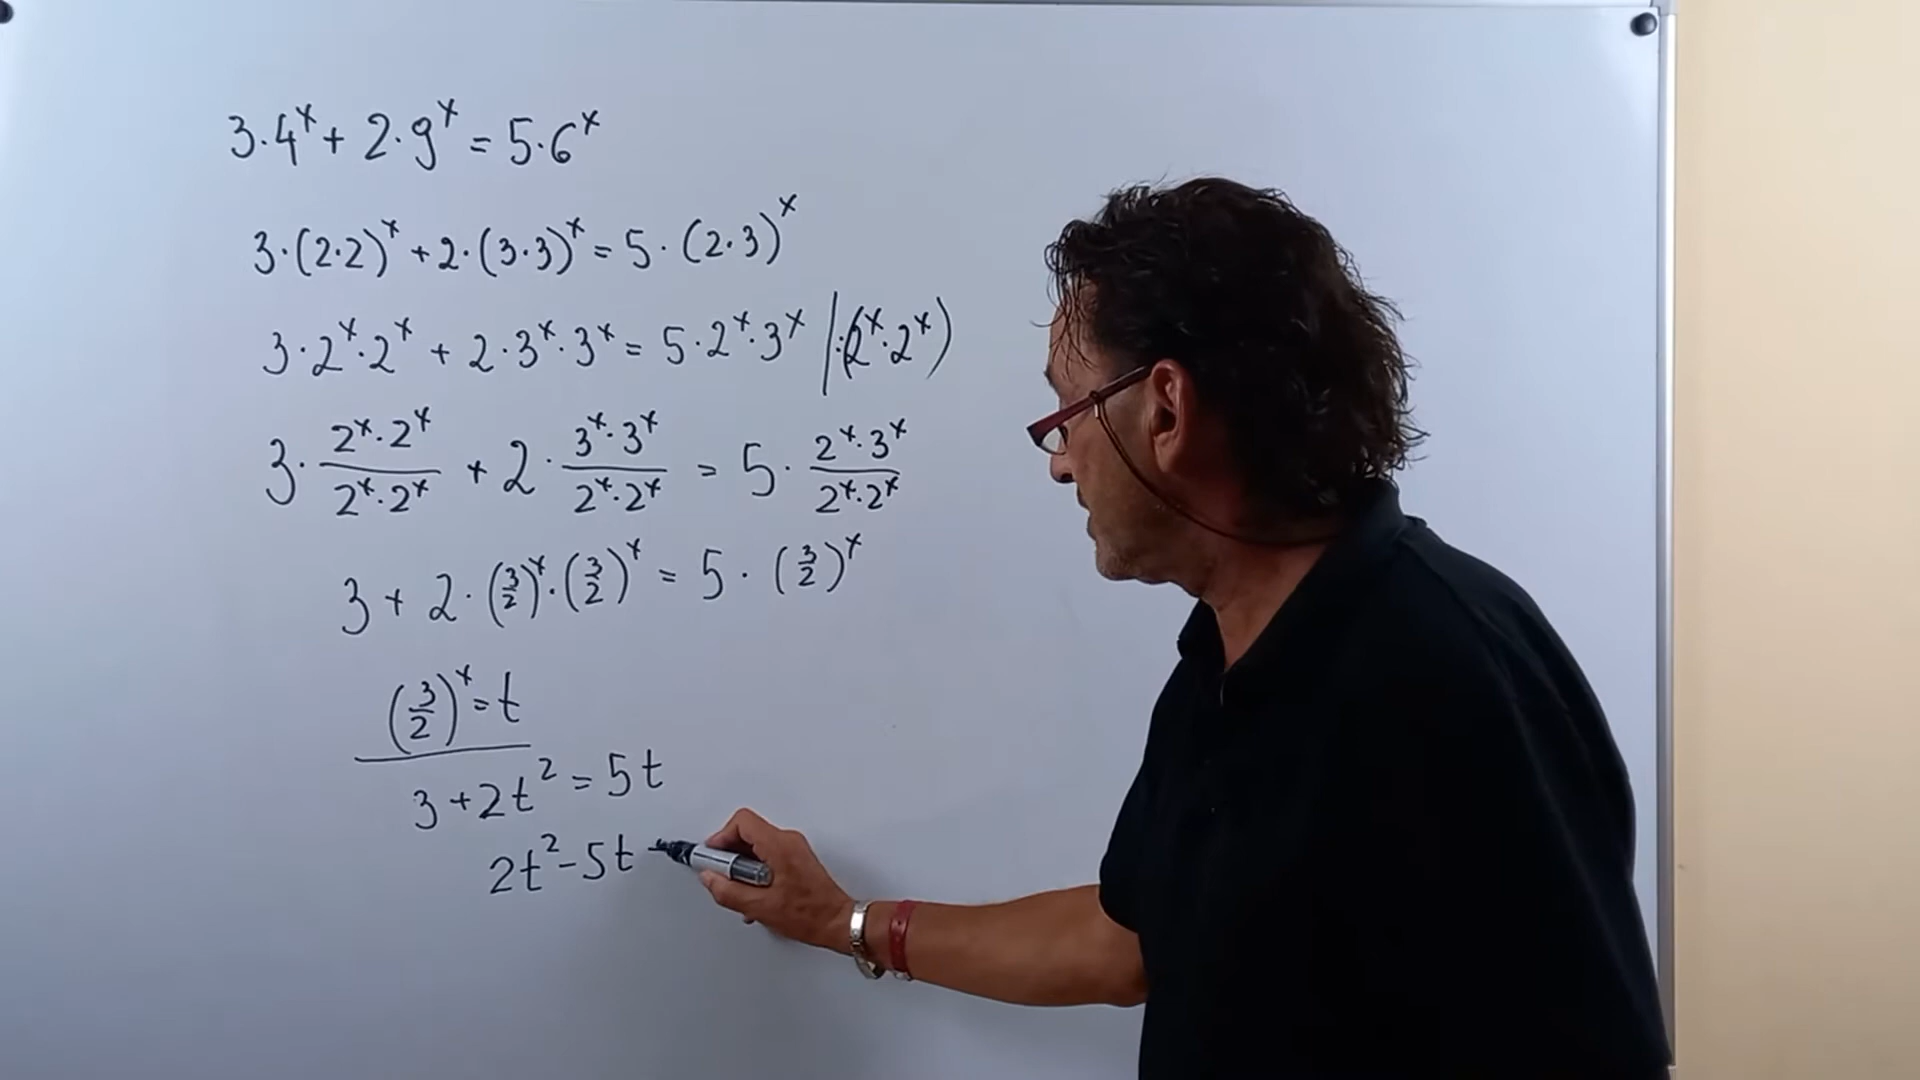 3·4ˣ + 2·9ˣ = 5·6ˣ
3·(2·2)ˣ + 2·(3·3)ˣ = 5·(2·3)ˣ
3·2ˣ·2ˣ + 2·3ˣ·3ˣ = 5·2ˣ·3ˣ |:(2ˣ·2ˣ)
3·(2ˣ·2ˣ)/(2ˣ·2ˣ) + 2·(3ˣ·3ˣ)/(2ˣ·2ˣ) = 5·(2ˣ·3ˣ)/(2ˣ·2ˣ)
3 + 2·(3/2)ˣ·(3/2)ˣ = 5·(3/2)ˣ
(3/2)ˣ = t
3 + 2t² = 5t
2t² - 5t